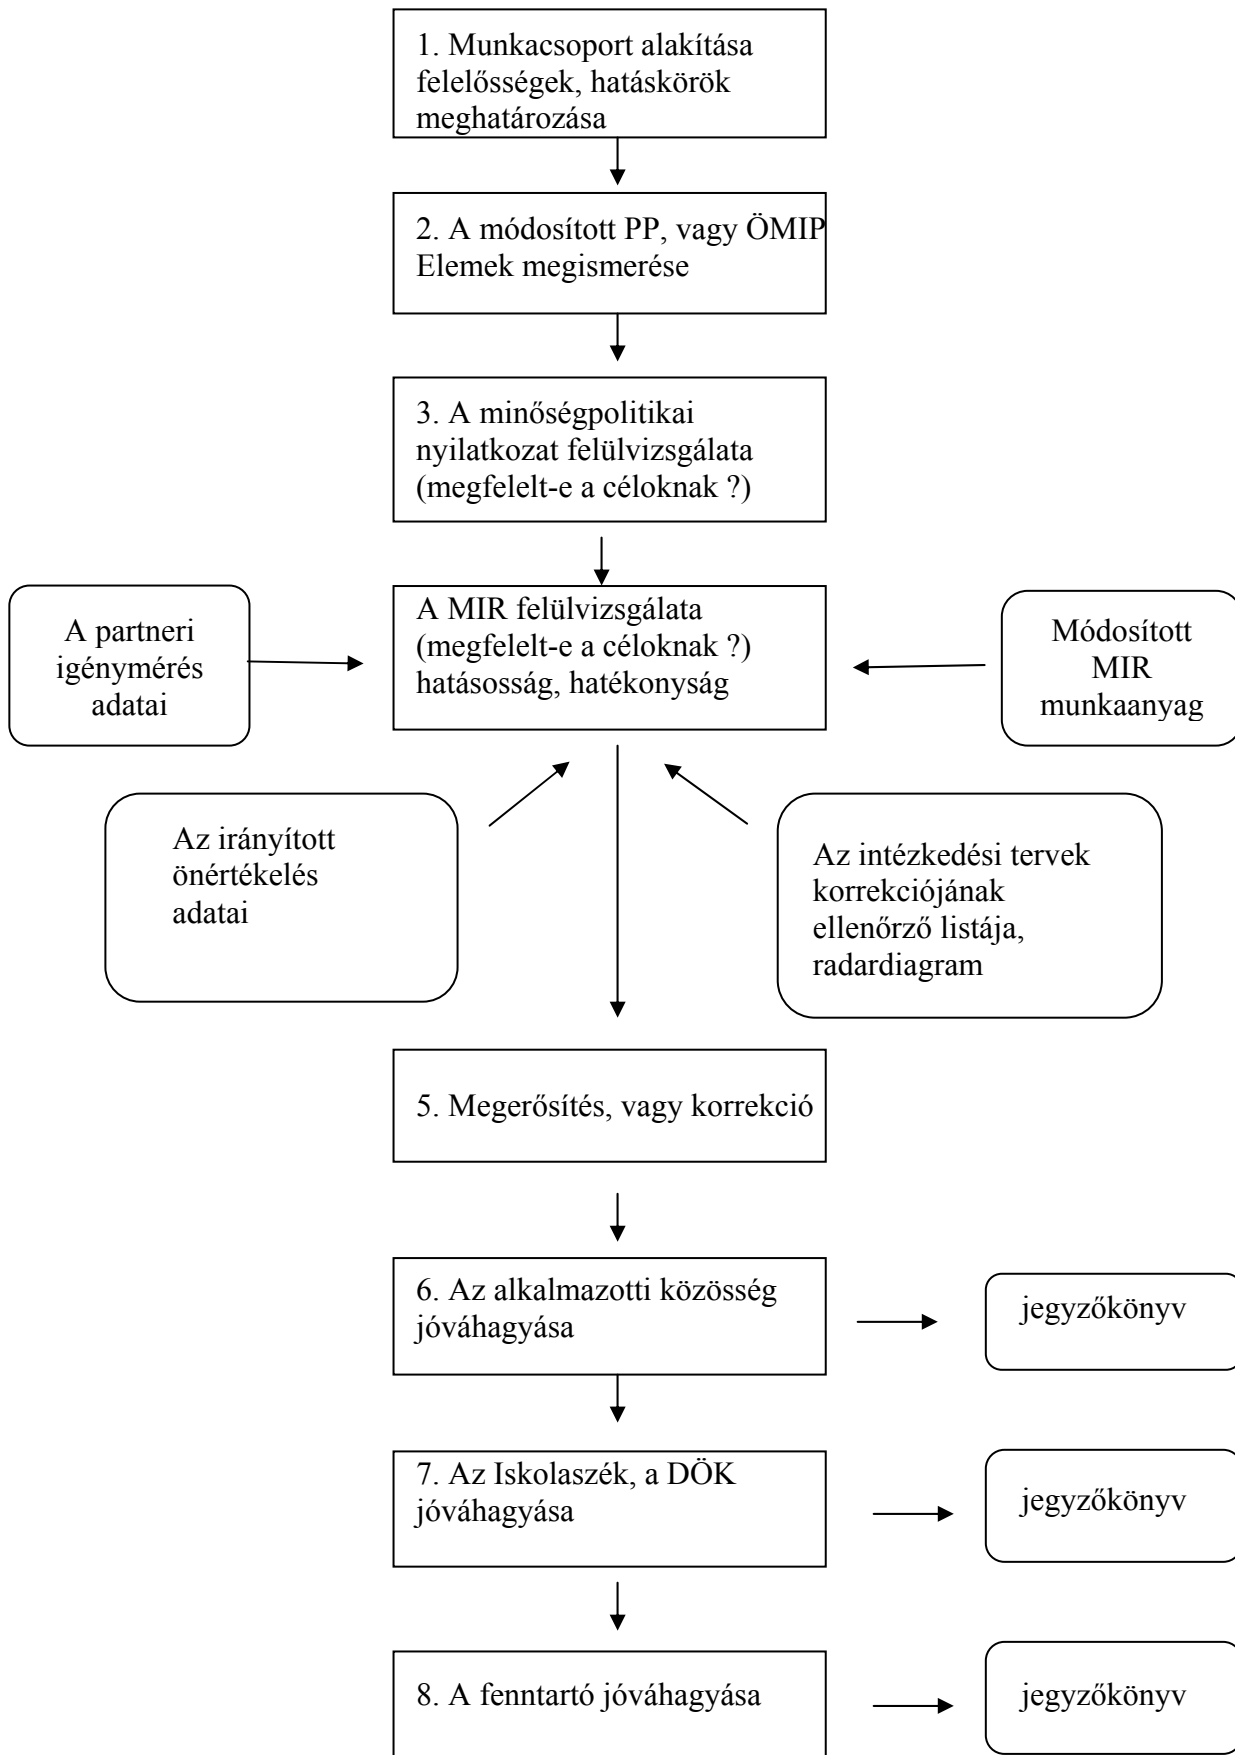 1. Munkacsoport alakítása
felelősségek, hatáskörök
meghatározása
2. A módosított PP, vagy ÖMIP
Elemek megismerése
3. A minőségpolitikai
nyilatkozat felülvizsgálata
(megfelelt-e a céloknak ?)
A partneri
igénymérés
adatai
A MIR felülvizsgálata
(megfelelt-e a céloknak ?)
hatásosság, hatékonyság
Módosított
MIR
munkaanyag
Az irányított
önértékelés
adatai
Az intézkedési tervek
korrekciójának
ellenőrző listája,
radardiagram
5. Megerősítés, vagy korrekció
6. Az alkalmazotti közösség
jóváhagyása
jegyzőkönyv
7. Az Iskolaszék, a DÖK
jóváhagyása
jegyzőkönyv
8. A fenntartó jóváhagyása
jegyzőkönyv